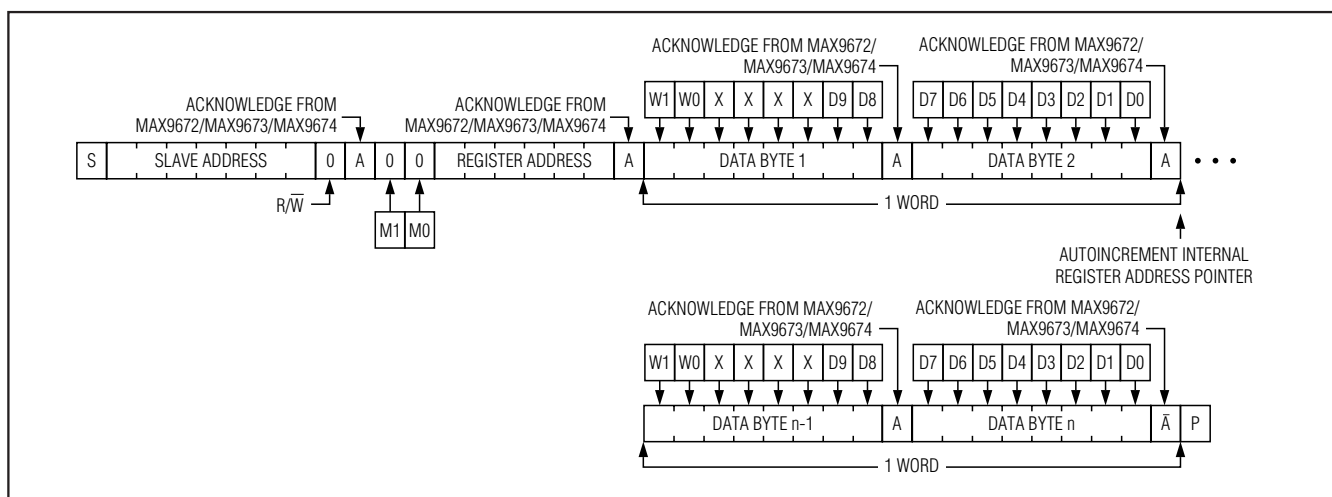 ACKNOWLEDGE FROM MAX9672/
MAX9673/MAX9674
ACKNOWLEDGE FROM MAX9672/
MAX9673/MAX9674
W1 W0 X X X X D9 D8
D7 D6 D5 D4 D3 D2 D1 D0
ACKNOWLEDGE FROM
MAX9672/MAX9673/MAX9674
ACKNOWLEDGE FROM
MAX9672/MAX9673/MAX9674
S SLAVE ADDRESS 0 A 0 0 REGISTER ADDRESS A DATA BYTE 1 A DATA BYTE 2 A • • •
R/W̅
1 WORD
M1 M0
AUTOINCREMENT INTERNAL
REGISTER ADDRESS POINTER
ACKNOWLEDGE FROM MAX9672/
MAX9673/MAX9674
ACKNOWLEDGE FROM MAX9672/
MAX9673/MAX9674
W1 W0 X X X X D9 D8
D7 D6 D5 D4 D3 D2 D1 D0
DATA BYTE n-1 A DATA BYTE n A̅ P
1 WORD